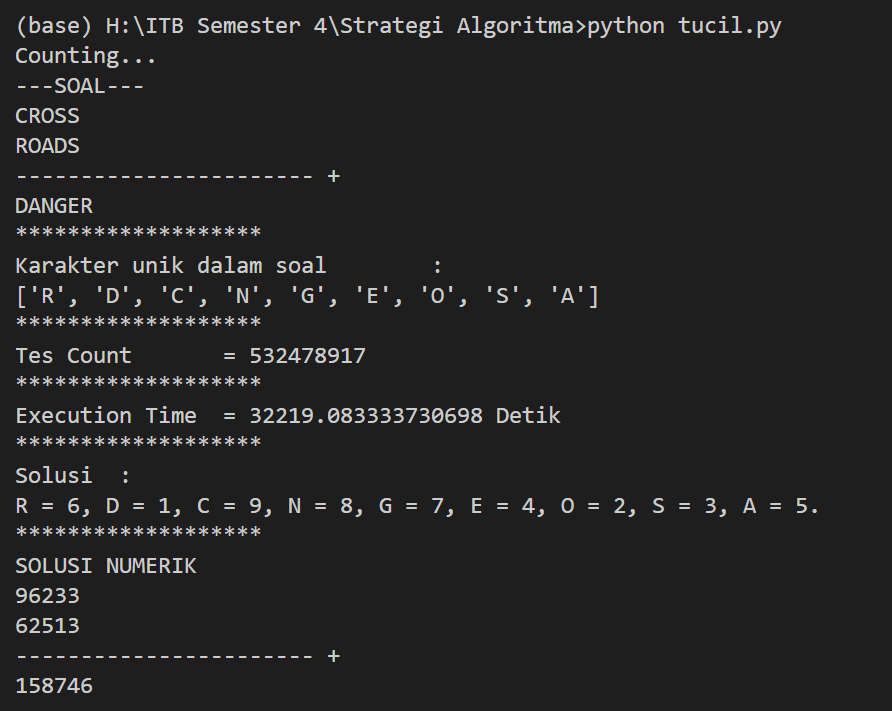 (base) H:\ITB Semester 4\Strategi Algoritma>python tucil.py
Counting...
---SOAL---
CROSS
ROADS
----------------------- +
DANGER
*******************
Karakter unik dalam soal        :
['R', 'D', 'C', 'N', 'G', 'E', 'O', 'S', 'A']
*******************
Tes Count       = 532478917
*******************
Execution Time  = 32219.083333730698 Detik
*******************
Solusi  :
R = 6, D = 1, C = 9, N = 8, G = 7, E = 4, O = 2, S = 3, A = 5.
*******************
SOLUSI NUMERIK
96233
62513
----------------------- +
158746